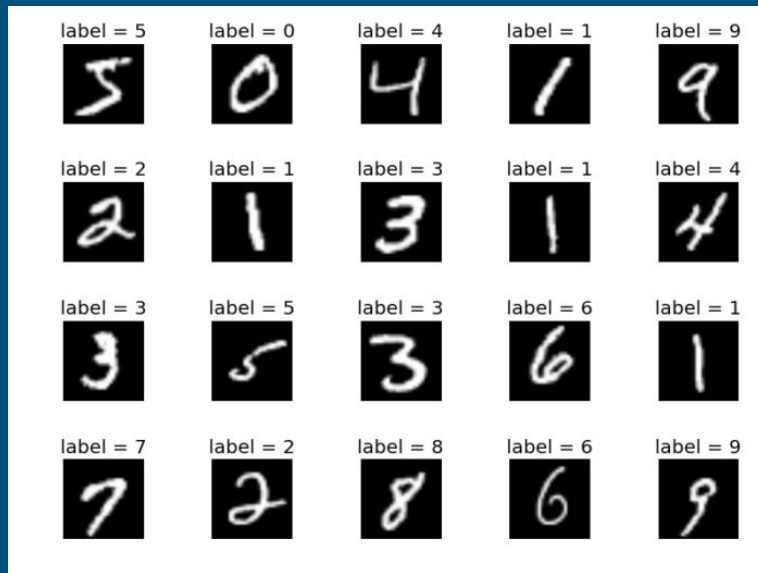 label = 5 label = 0 label = 4 label = 1 label = 9
5 0 4 1 9
label = 2 label = 1 label = 3 label = 1 label = 4
2 1 3 1 4
label = 3 label = 5 label = 3 label = 6 label = 1
3 5 3 6 1
label = 7 label = 2 label = 8 label = 6 label = 9
7 2 8 6 9